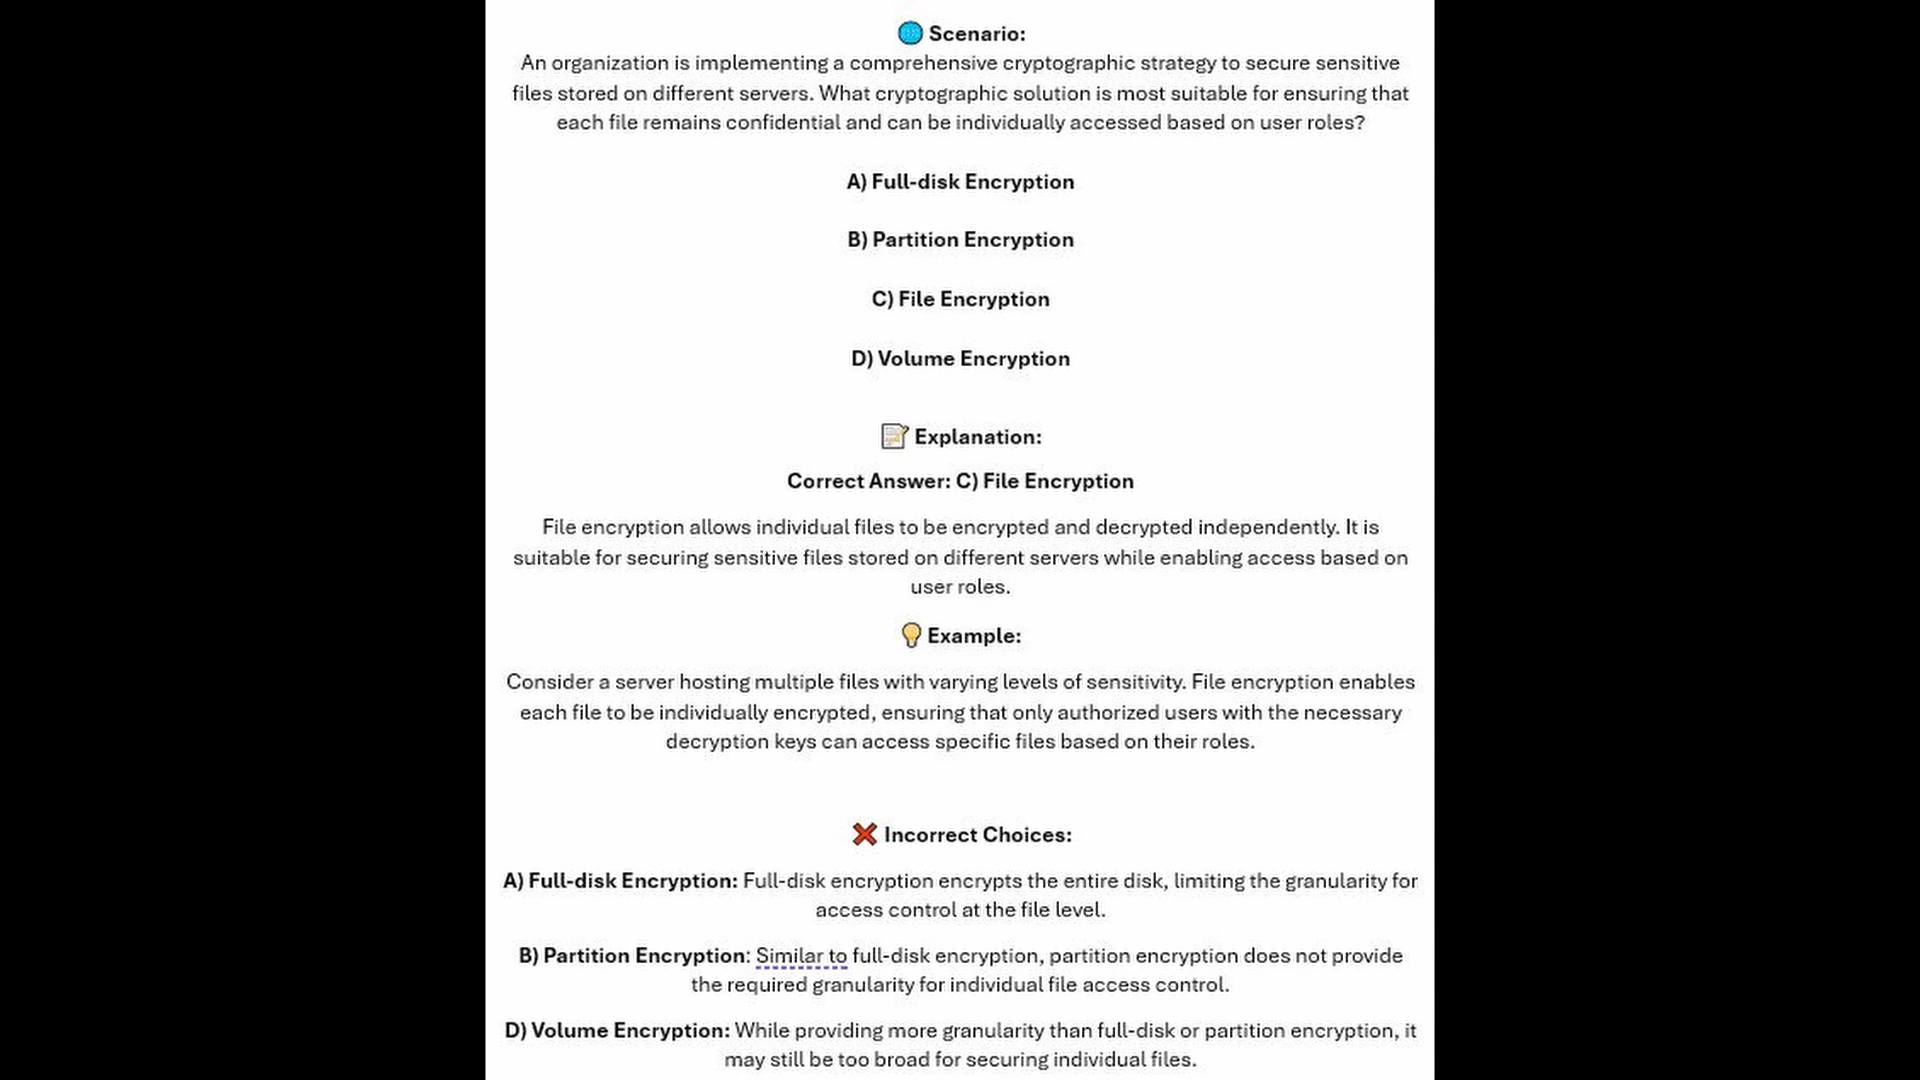 Scenario:
An organization is implementing a comprehensive cryptographic strategy to secure sensitive
files stored on different servers. What cryptographic solution is most suitable for ensuring that
each file remains confidential and can be individually accessed based on user roles?
A) Full-disk Encryption
B) Partition Encryption
C) File Encryption
D) Volume Encryption
Explanation:
Correct Answer: C) File Encryption
File encryption allows individual files to be encrypted and decrypted independently. It is
suitable for securing sensitive files stored on different servers while enabling access based on
user roles.
Example:
Consider a server hosting multiple files with varying levels of sensitivity. File encryption enables
each file to be individually encrypted, ensuring that only authorized users with the necessary
decryption keys can access specific files based on their roles.
Incorrect Choices:
A) Full-disk Encryption: Full-disk encryption encrypts the entire disk, limiting the granularity for
access control at the file level.
B) Partition Encryption: Similar to full-disk encryption, partition encryption does not provide
the required granularity for individual file access control.
D) Volume Encryption: While providing more granularity than full-disk or partition encryption, it
may still be too broad for securing individual files.